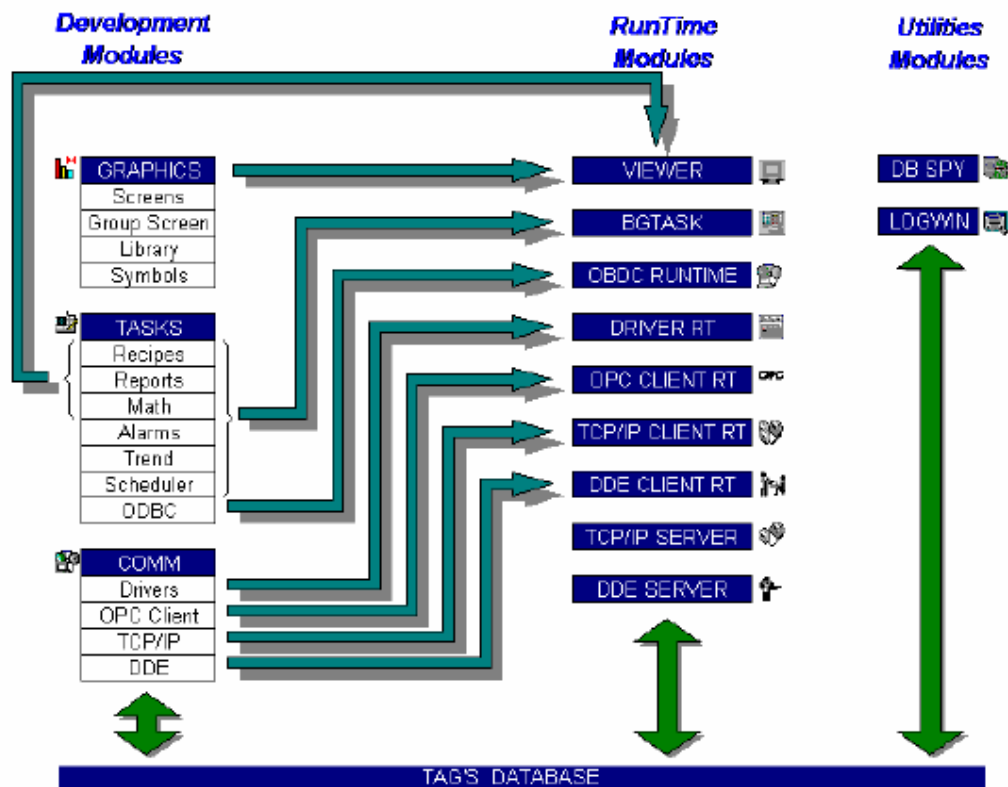 Development
Modules
RunTime
Modules
Utilities
Modules
GRAPHICS
Screens
Group Screen
Library
Symbols
TASKS
Recipes
Reports
Math
Alarms
Trend
Scheduler
ODBC
COMM
Drivers
OPC Client
TCP/IP
DDE
VIEWER
BGTASK
OBDC RUNTIME
DRIVER RT
OPC CLIENT RT
OPC
TCP/IP CLIENT RT
DDE CLIENT RT
TCP/IP SERVER
DDE SERVER
DB SPY
LOGWIN
TAG'S DATABASE